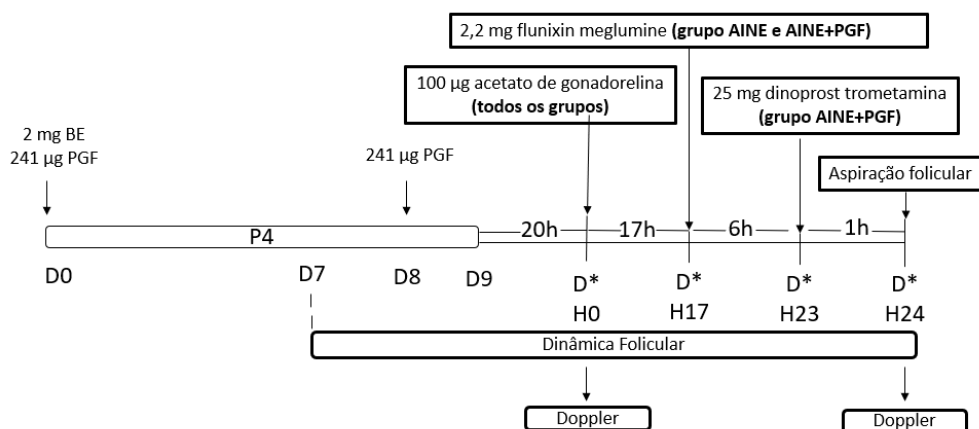 2,2 mg flunixin meglumine (grupo AINE e AINE+PGF)
100 µg acetato de gonadorelina
(todos os grupos)
25 mg dinoprost trometamina
(grupo AINE+PGF)
2 mg BE
241 µg PGF
241 µg PGF
Aspiração folicular
P4
20h
17h
6h
1h
D0
D7
D8
D9
D*
H0
D*
H17
D*
H23
D*
H24
Dinâmica Folicular
Doppler
Doppler